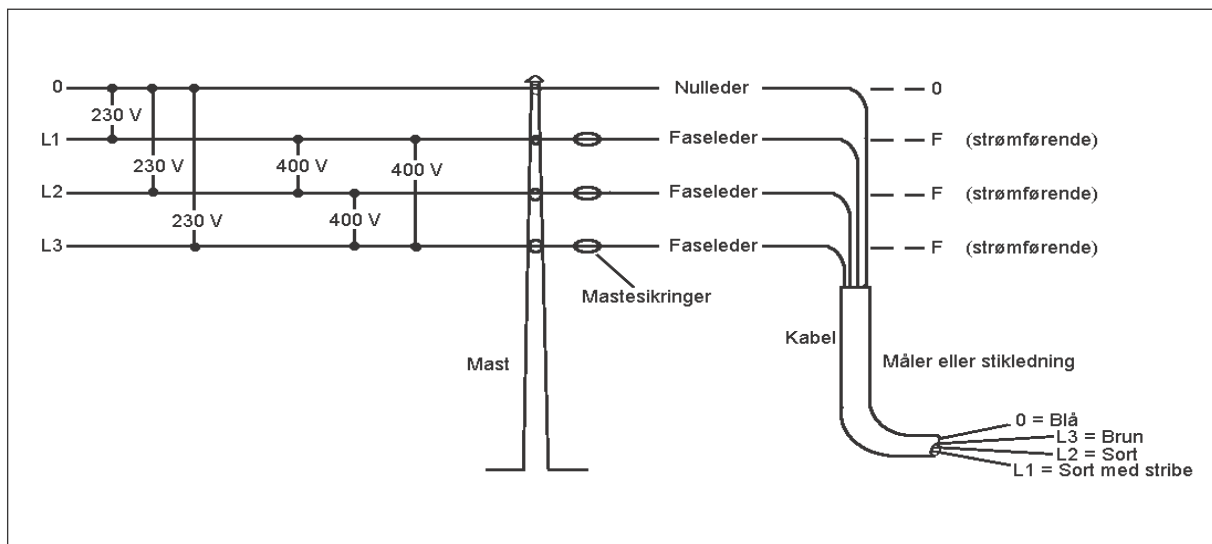 0
Nulleder
0
230 V
L1
Faseleder
F (strømførende)
230 V
400 V
400 V
L2
Faseleder
F (strømførende)
230 V
400 V
L3
Faseleder
F (strømførende)
Mastesikringer
Mast
Kabel
Måler eller stikledning
0 = Blå
L3 = Brun
L2 = Sort
L1 = Sort med stribe